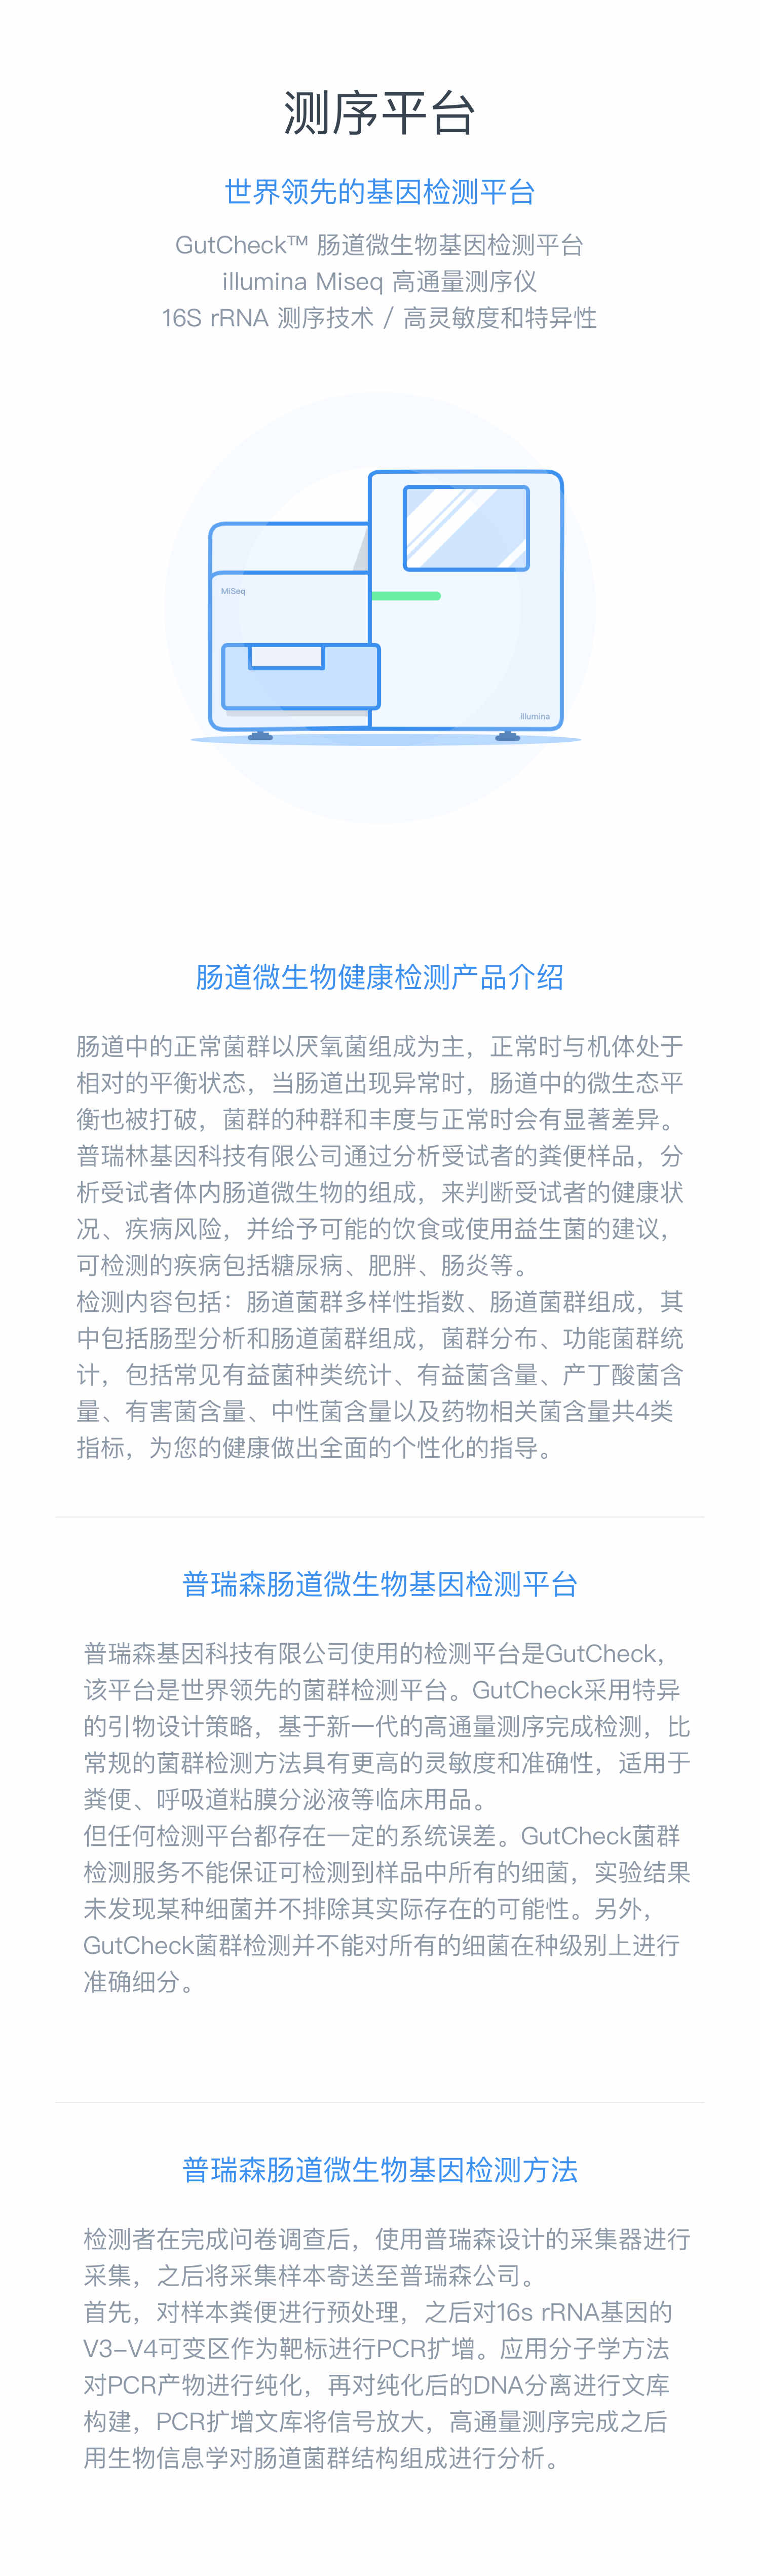 测序平台
世界领先的基因检测平台
GutCheck™ 肠道微生物基因检测平台
illumina Miseq 高通量测序仪
16S rRNA 测序技术 / 高灵敏度和特异性
MiSeq
illumina
肠道微生物健康检测产品介绍
肠道中的正常菌群以厌氧菌组成为主，正常时与机体处于
相对的平衡状态，当肠道出现异常时，肠道中的微生态平
衡也被打破，菌群的种群和丰度与正常时会有显著差异。
普瑞林基因科技有限公司通过分析受试者的粪便样品，分
析受试者体内肠道微生物的组成，来判断受试者的健康状
况、疾病风险，并给予可能的饮食或使用益生菌的建议，
可检测的疾病包括糖尿病、肥胖、肠炎等。
检测内容包括：肠道菌群多样性指数、肠道菌群组成，其
中包括肠型分析和肠道菌群组成，菌群分布、功能菌群统
计，包括常见有益菌种类统计、有益菌含量、产丁酸菌含
量、有害菌含量、中性菌含量以及药物相关菌含量共4类
指标，为您的健康做出全面的个性化的指导。
普瑞森肠道微生物基因检测平台
普瑞森基因科技有限公司使用的检测平台是GutCheck，
该平台是世界领先的菌群检测平台。GutCheck采用特异
的引物设计策略，基于新一代的高通量测序完成检测，比
常规的菌群检测方法具有更高的灵敏度和准确性，适用于
粪便、呼吸道粘膜分泌液等临床用品。
但任何检测平台都存在一定的系统误差。GutCheck菌群
检测服务不能保证可检测到样品中所有的细菌，实验结果
未发现某种细菌并不排除其实际存在的可能性。另外，
GutCheck菌群检测并不能对所有的细菌在种级别上进行
准确细分。
普瑞森肠道微生物基因检测方法
检测者在完成问卷调查后，使用普瑞森设计的采集器进行
采集，之后将采集样本寄送至普瑞森公司。
首先，对样本粪便进行预处理，之后对16s rRNA基因的
V3-V4可变区作为靶标进行PCR扩增。应用分子学方法
对PCR产物进行纯化，再对纯化后的DNA分离进行文库
构建，PCR扩增文库将信号放大，高通量测序完成之后
用生物信息学对肠道菌群结构组成进行分析。